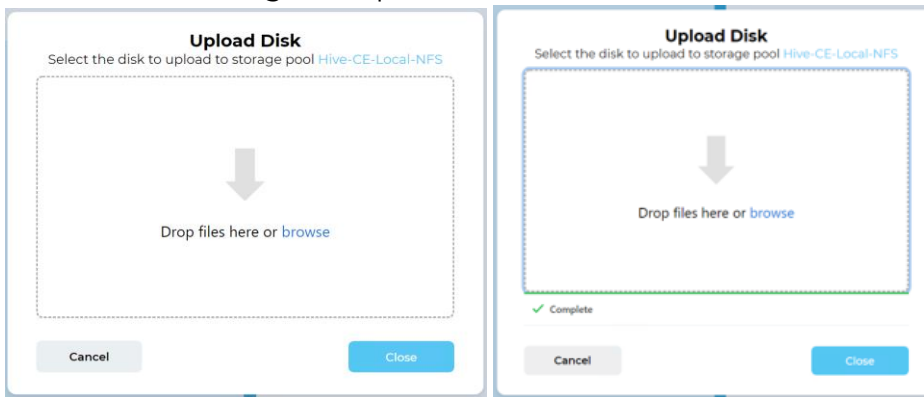 Upload Disk
Select the disk to upload to storage pool Hive-CE-Local-NFS
Drop files here or browse
Cancel
Close
Upload Disk
Select the disk to upload to storage pool Hive-CE-Local-NFS
Drop files here or browse
Complete
Cancel
Close